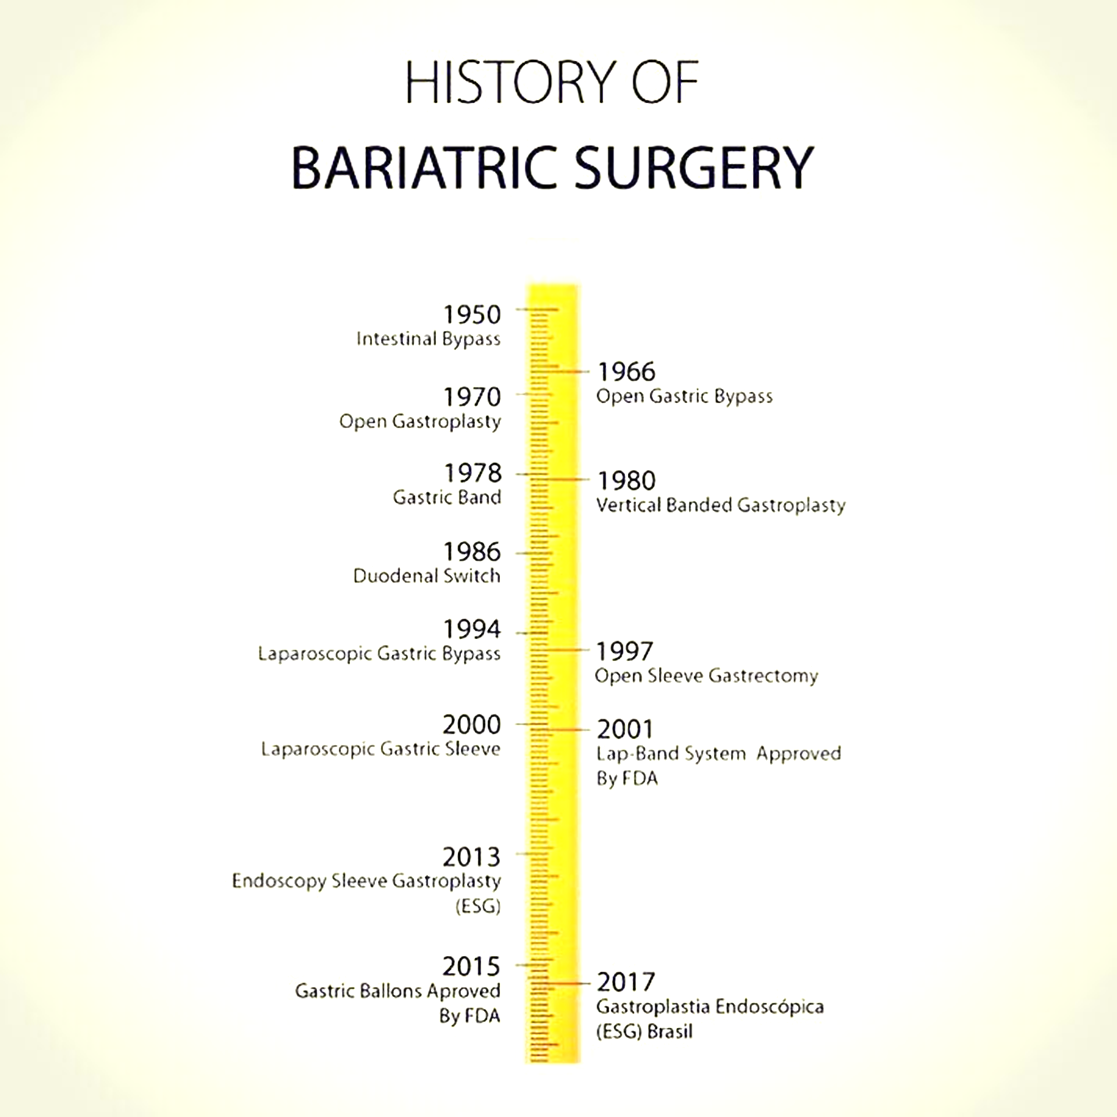 HISTORY OF
BARIATRIC SURGERY
1950
Intestinal Bypass
1966
Open Gastric Bypass
1970
Open Gastroplasty
1978
Gastric Band
1980
Vertical Banded Gastroplasty
1986
Duodenal Switch
1994
Laparoscopic Gastric Bypass
1997
Open Sleeve Gastrectomy
2000
Laparoscopic Gastric Sleeve
2001
Lap-Band System Approved
By FDA
2013
Endoscopy Sleeve Gastroplasty
(ESG)
2015
Gastric Ballons Aproved
By FDA
2017
Gastroplastia Endoscópica
(ESG) Brasil